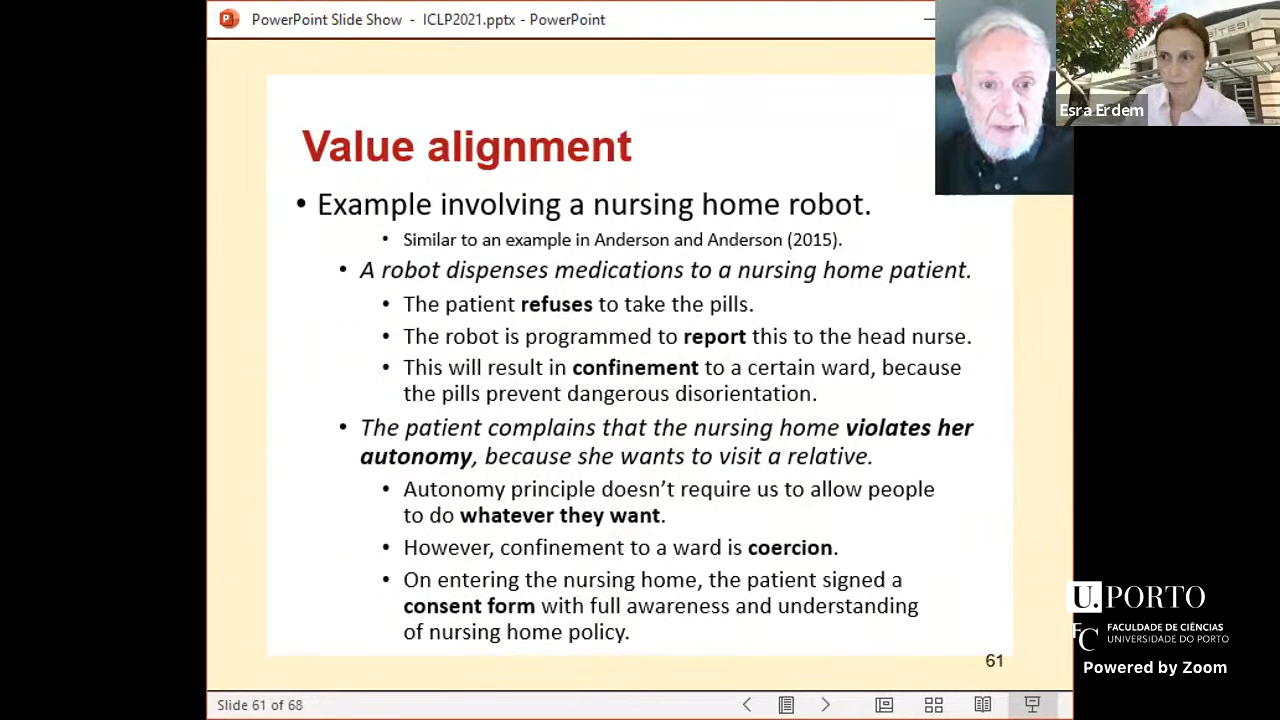 PowerPoint Slide Show - ICLP2021.pptx - PowerPoint
Esra Erdem
Value alignment
• Example involving a nursing home robot.
• Similar to an example in Anderson and Anderson (2015).
• A robot dispenses medications to a nursing home patient.
• The patient refuses to take the pills.
• The robot is programmed to report this to the head nurse.
• This will result in confinement to a certain ward, because
the pills prevent dangerous disorientation.
• The patient complains that the nursing home violates her
autonomy, because she wants to visit a relative.
• Autonomy principle doesn’t require us to allow people
to do whatever they want.
• However, confinement to a ward is coercion.
• On entering the nursing home, the patient signed a
consent form with full awareness and understanding
of nursing home policy.
61
Slide 61 of 68
U. PORTO
FC FACULDADE DE CIÊNCIAS
UNIVERSIDADE DO PORTO
Powered by Zoom